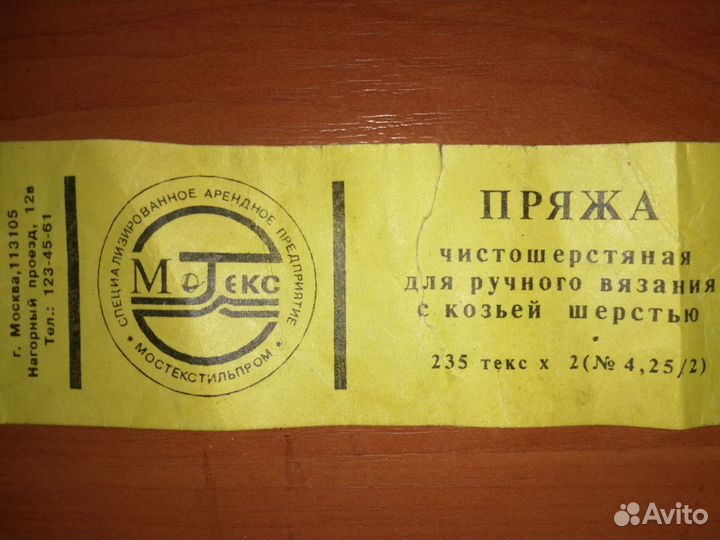 г. Москва, 113105
Нагорный проезд, 12в
Тел.: 123-45-61
СПЕЦИАЛИЗИРОВАННОЕ АРЕНДНОЕ ПРЕДПРИЯТИЕ
МОТЕКС
* МОСТЕКСТИЛЬПРОМ *
ПРЯЖА
чистошерстяная
для ручного вязания
с козьей шерстью
235 текс х 2(№ 4,25/2)
Avito